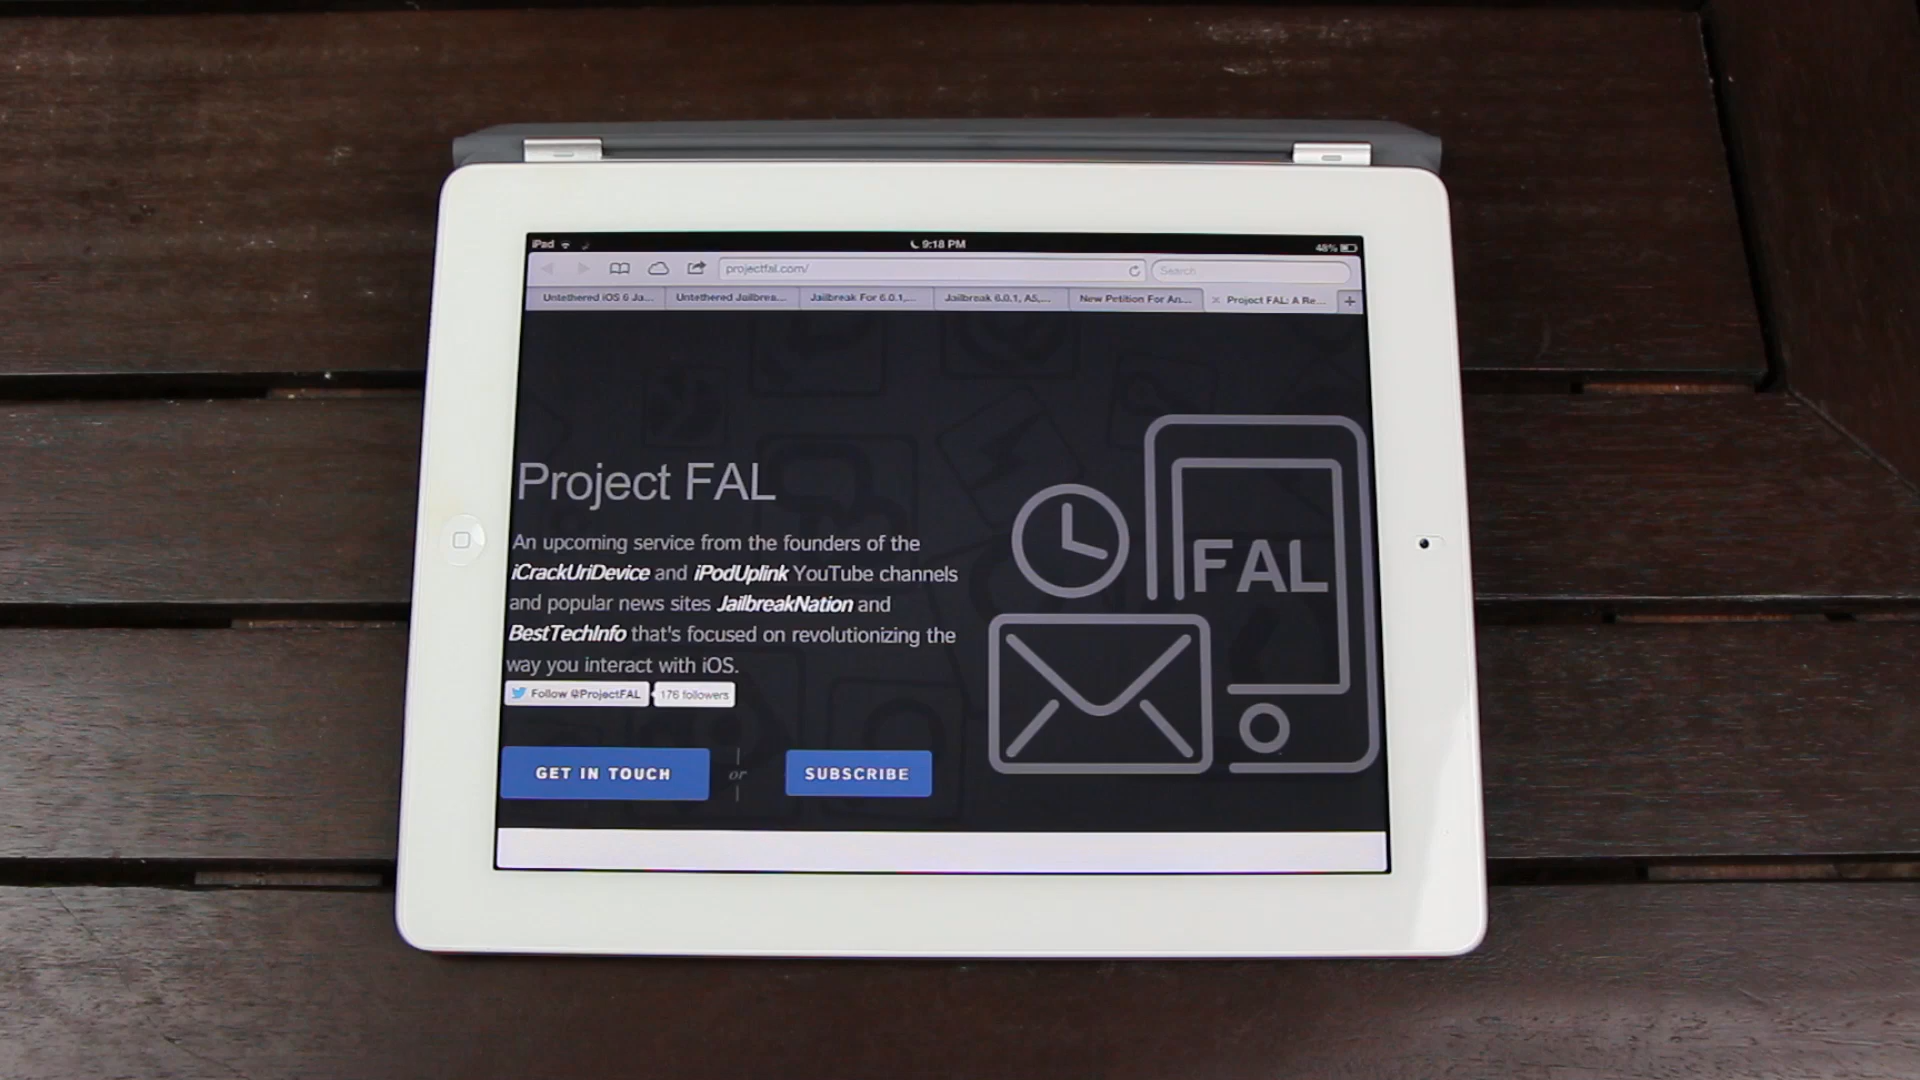 iPad 9:18 PM 48%
projectfal.com/ Search
Untethered iOS 6 Ja... Untethered Jailbrea... Jailbreak For 6.0.1,... Jailbreak 6.0.1, A5,... New Petition For An... Project FAL: A Re...
Project FAL
An upcoming service from the founders of the
iCrackUriDevice and iPodUplink YouTube channels
and popular news sites JailbreakNation and
BestTechInfo that's focused on revolutionizing the
way you interact with iOS.
Follow @ProjectFAL 176 followers
GET IN TOUCH or SUBSCRIBE
FAL